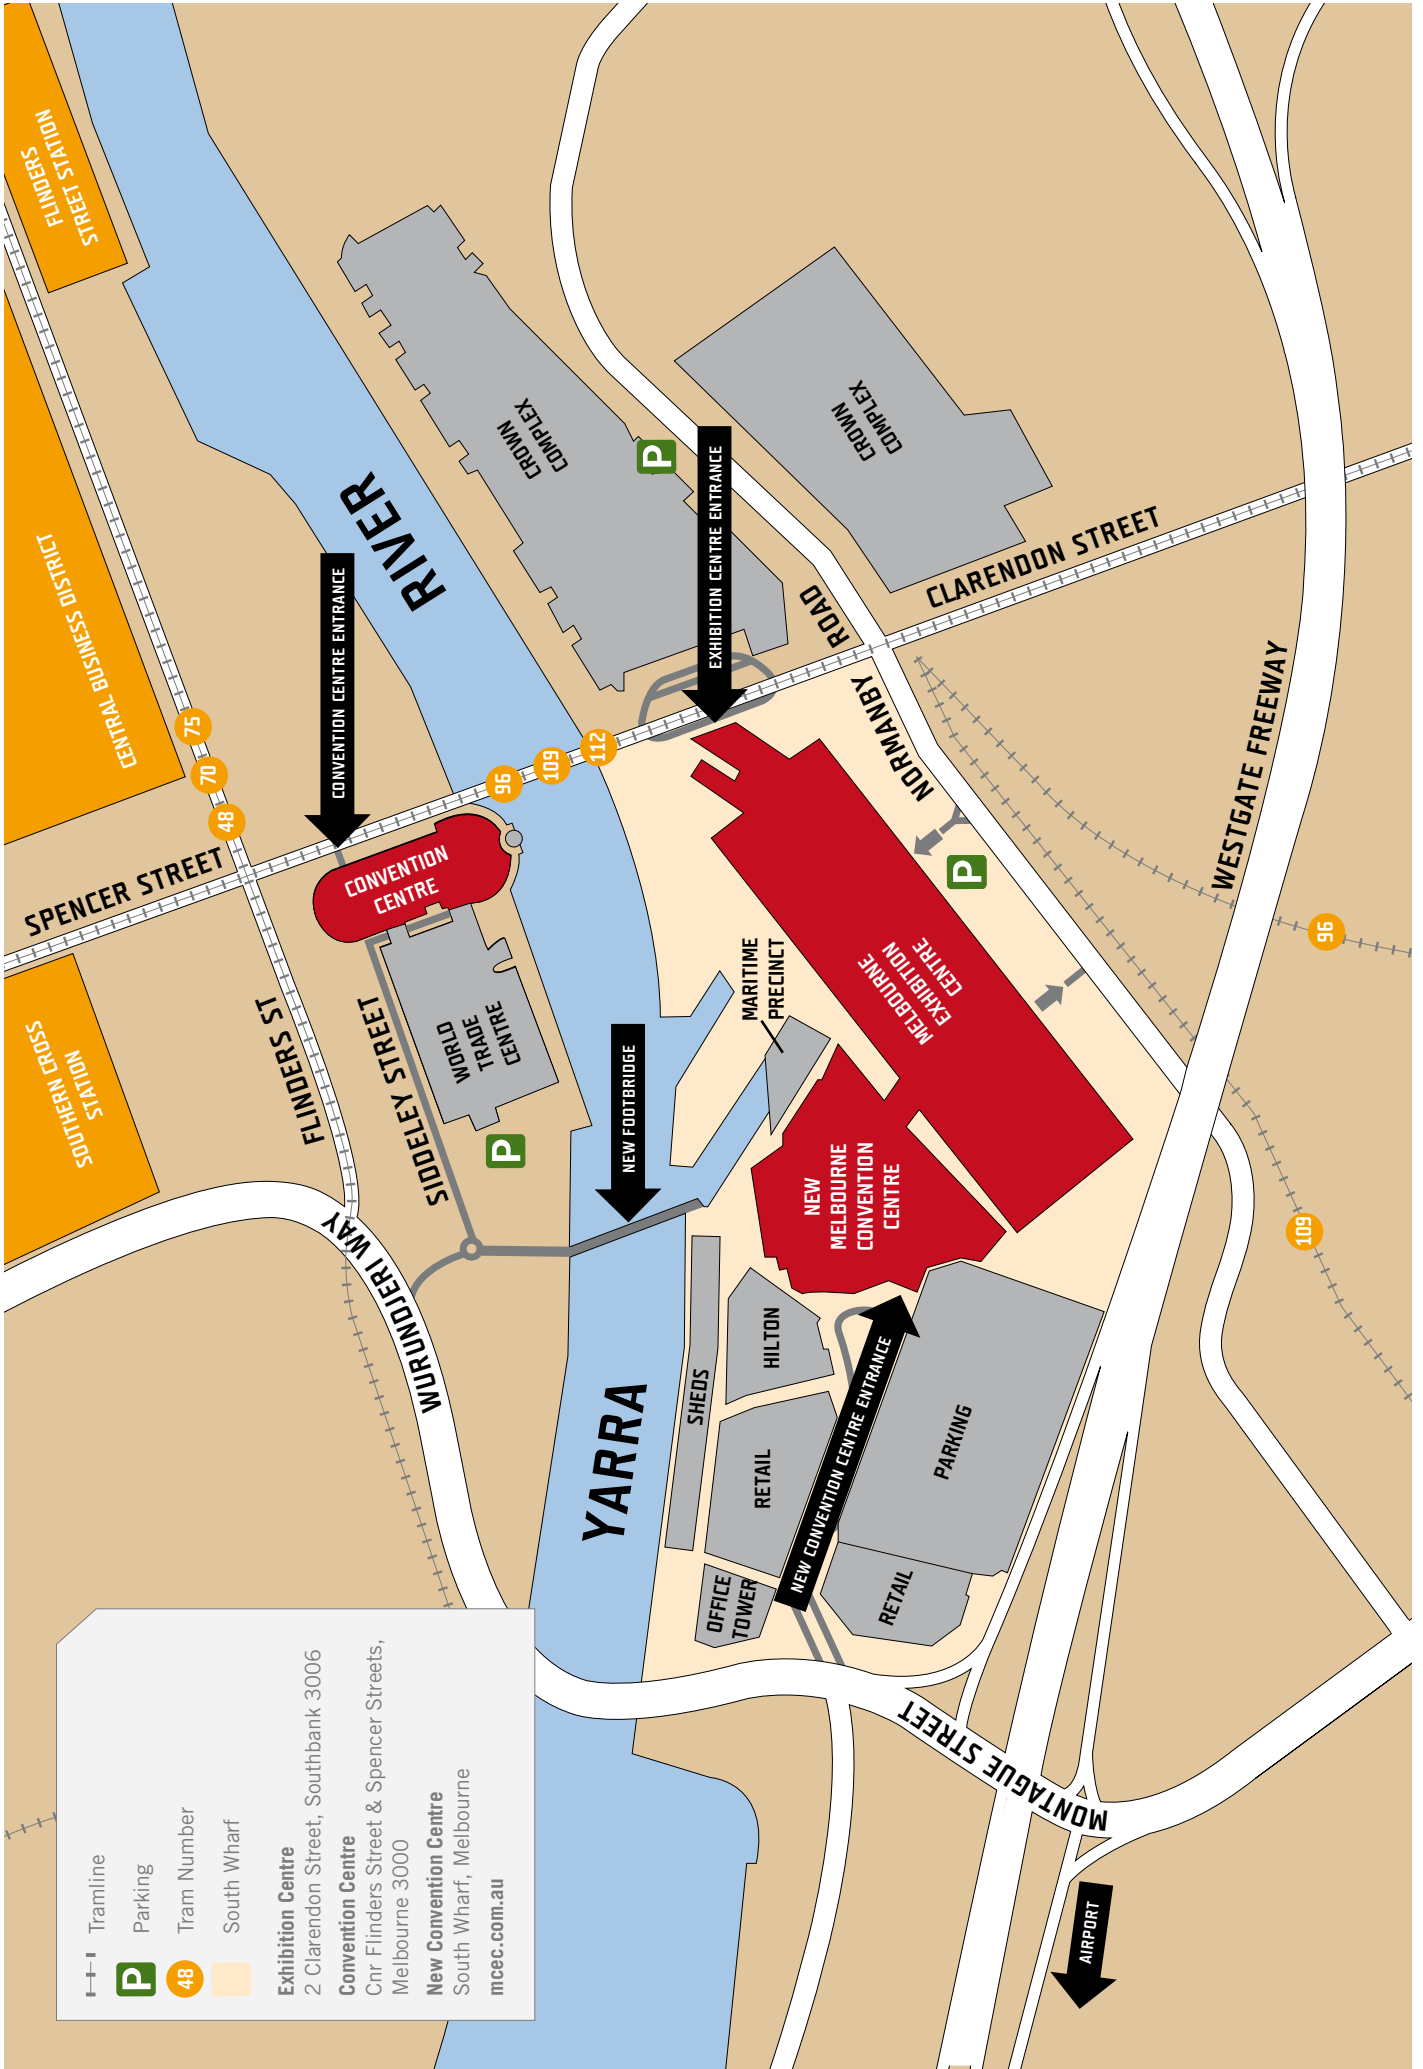 SOUTHERN CROSS
STATION
SPENCER STREET
CENTRAL BUSINESS DISTRICT
FLINDERS
STREET STATION
48
70
75
FLINDERS ST
WURUNDJERI WAY
SIDDELEY STREET
CONVENTION CENTRE ENTRANCE
CONVENTION
CENTRE
WORLD
TRADE
CENTRE
P
96
109
112
YARRA
RIVER
NEW FOOTBRIDGE
CROWN
COMPLEX
P
EXHIBITION CENTRE ENTRANCE
CROWN
COMPLEX
SHEDS
HILTON
RETAIL
OFFICE
TOWER
NEW CONVENTION CENTRE ENTRANCE
RETAIL
PARKING
MARITIME
PRECINCT
NEW
MELBOURNE
CONVENTION
CENTRE
MELBOURNE
EXHIBITION
CENTRE
P
NORMANBY
ROAD
CLARENDON STREET
WESTGATE FREEWAY
96
109
MONTAGUE STREET
AIRPORT
Tramline
P Parking
48 Tram Number
South Wharf
Exhibition Centre
2 Clarendon Street, Southbank 3006
Convention Centre
Cnr Flinders Street & Spencer Streets,
Melbourne 3000
New Convention Centre
South Wharf, Melbourne
mcec.com.au